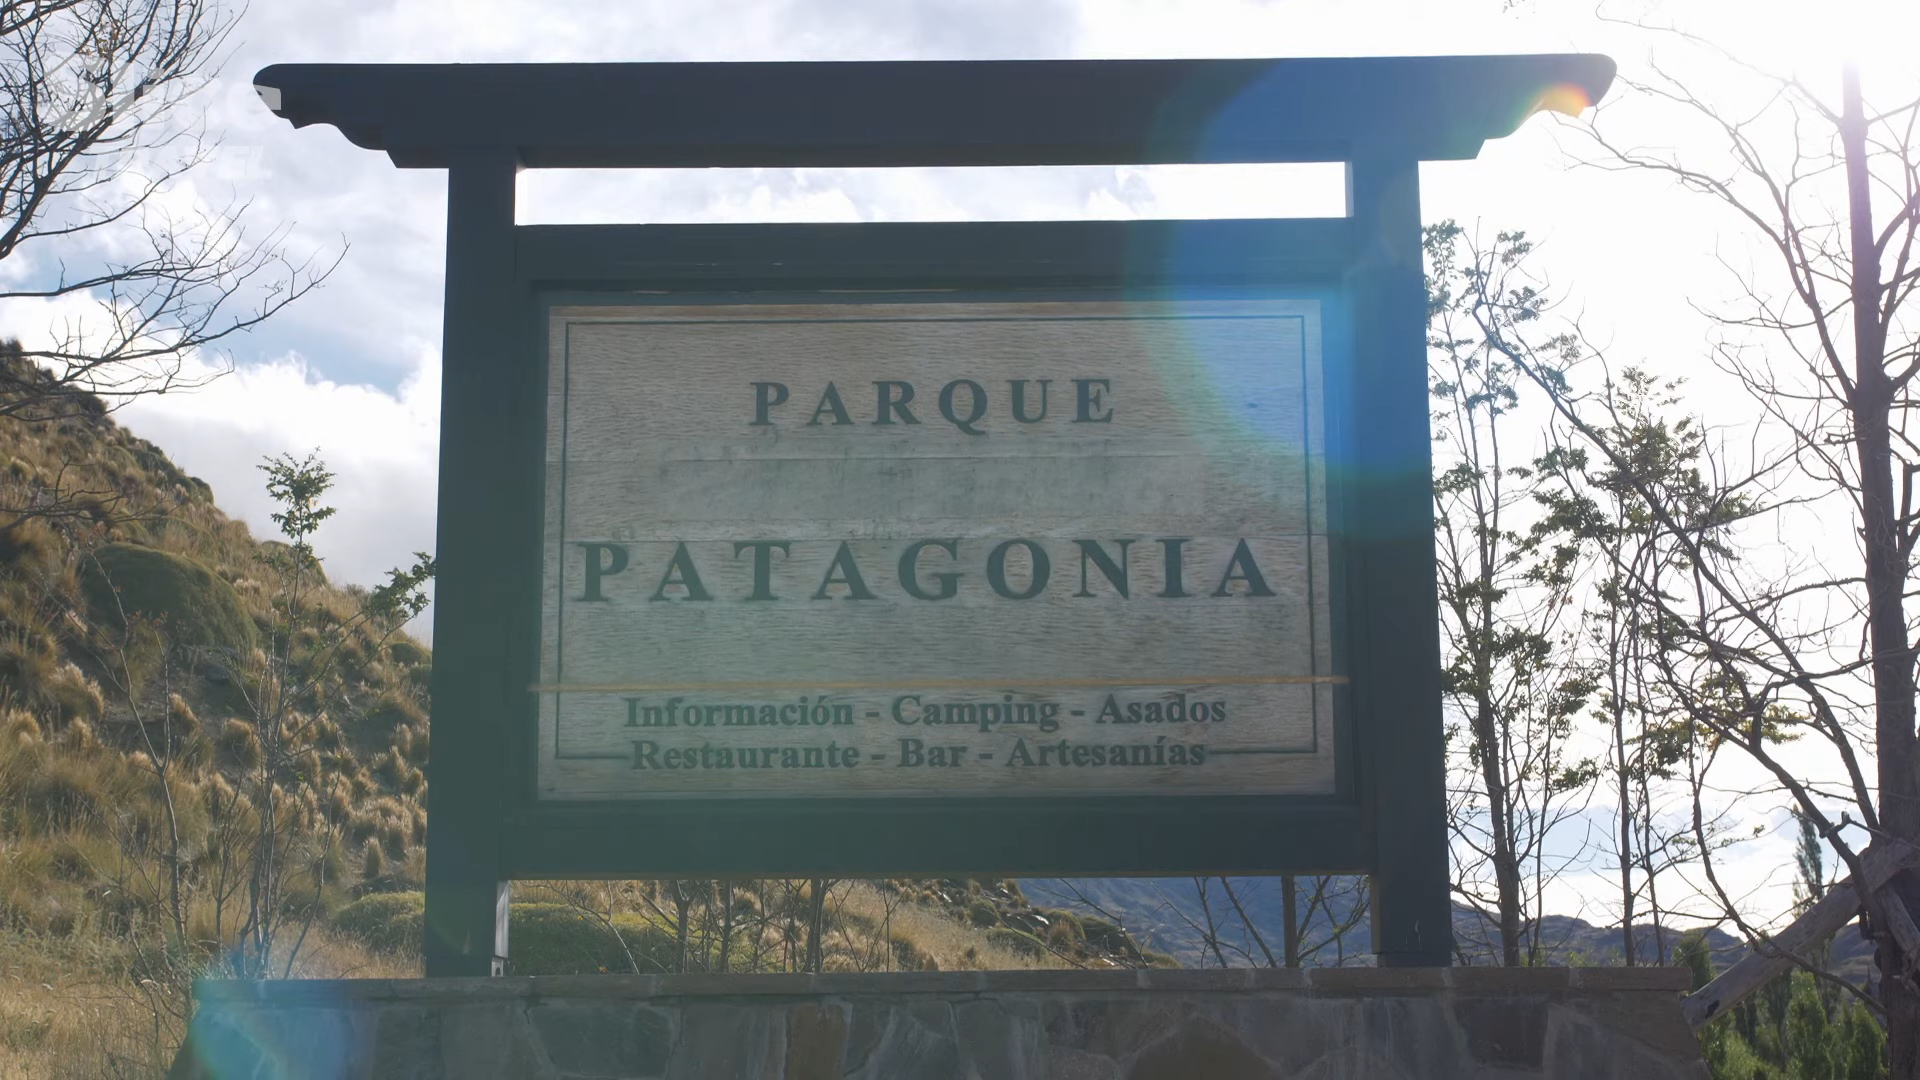 PARQUE
PATAGONIA
Información - Camping - Asados
Restaurante - Bar - Artesanías